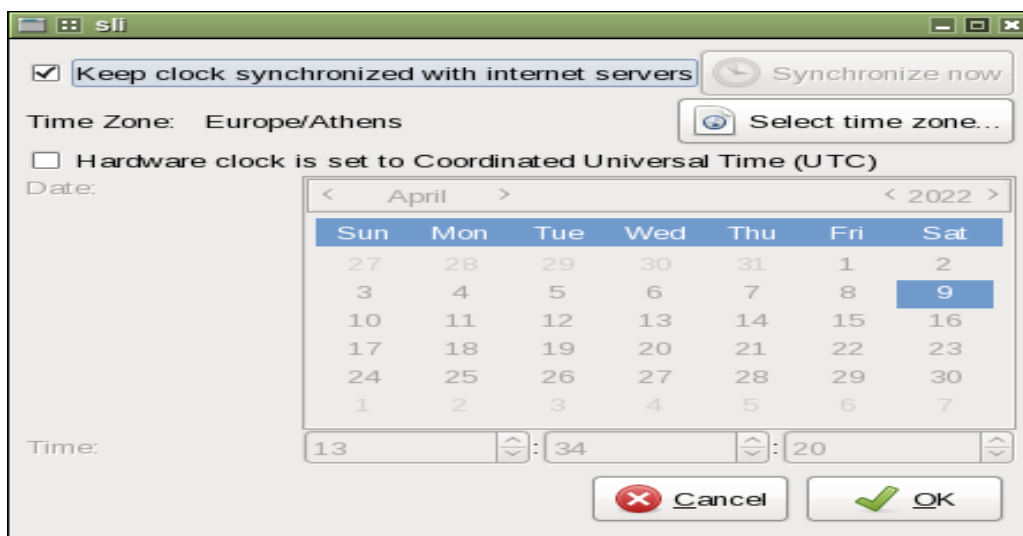 sli
Keep clock synchronized with internet servers Synchronize now
Time Zone: Europe/Athens Select time zone...
Hardware clock is set to Coordinated Universal Time (UTC)
Date: < April > < 2022 >
Sun Mon Tue Wed Thu Fri Sat
27 28 29 30 31 1 2
3 4 5 6 7 8 9
10 11 12 13 14 15 16
17 18 19 20 21 22 23
24 25 26 27 28 29 30
1 2 3 4 5 6 7
Time: 13 : 34 : 20
Cancel OK